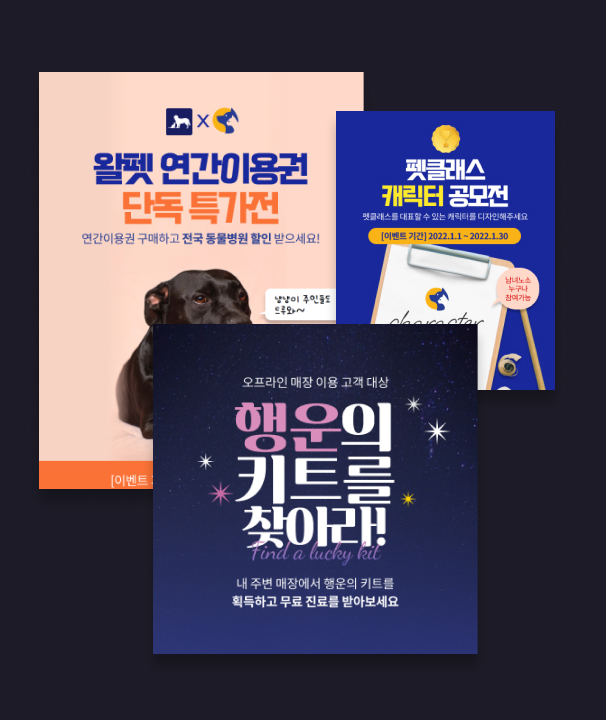 X
왈펫 연간이용권
단독 특가전
연간이용권 구매하고 전국 동물병원 할인 받으세요!
냥냥이 주인들도
드루와~
[이벤트
펫클래스
캐릭터 공모전
펫클래스를 대표할 수 있는 캐릭터를 디자인해주세요
[이벤트 기간] 2022.1.1 ~ 2022.1.30
남녀노소
누구나
참여가능
character
오프라인 매장 이용 고객 대상
행운의
키트를
찾아라!
Find a lucky kit
내 주변 매장에서 행운의 키트를
획득하고 무료 진료를 받아보세요